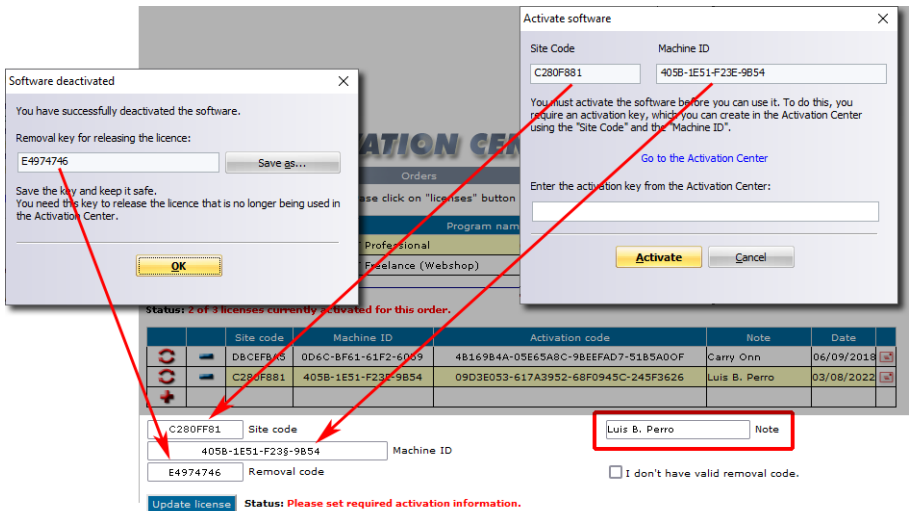 Activate software
Site Code Machine ID
C280F881 405B-1E51-F23E-9B54
You must activate the software before you can use it. To do this, you
require an activation key, which you can create in the Activation Center
using the "Site Code" and the "Machine ID".
Go to the Activation Center
Enter the activation key from the Activation Center:
Activate Cancel
Software deactivated
You have successfully deactivated the software.
Removal key for releasing the licence:
E4974746 Save as...
Save the key and keep it safe.
You need this key to release the licence that is no longer being used in
the Activation Center.
OK
VATION CEN
Orders
ase click on "licenses" button
Program nam
Professional
Freelance (Webshop)
Status: 2 of 3 licenses currently activated for this order.
Site code Machine ID Activation code Note Date
DBCEFBA5 0D6C-BF61-61F2-6069 4B169B4A-05E65A8C-9BEEFAD7-51B5A00F Carry Onn 06/09/2018
C280F881 405B-1E51-F23E-9B54 09D3E053-617A3952-68F0945C-245F3626 Luis B. Perro 03/08/2022
C280FF81 Site code Luis B. Perro Note
405B-1E51-F23$-9B54 Machine ID
E4974746 Removal code I don't have valid removal code.
Update license Status: Please set required activation information.